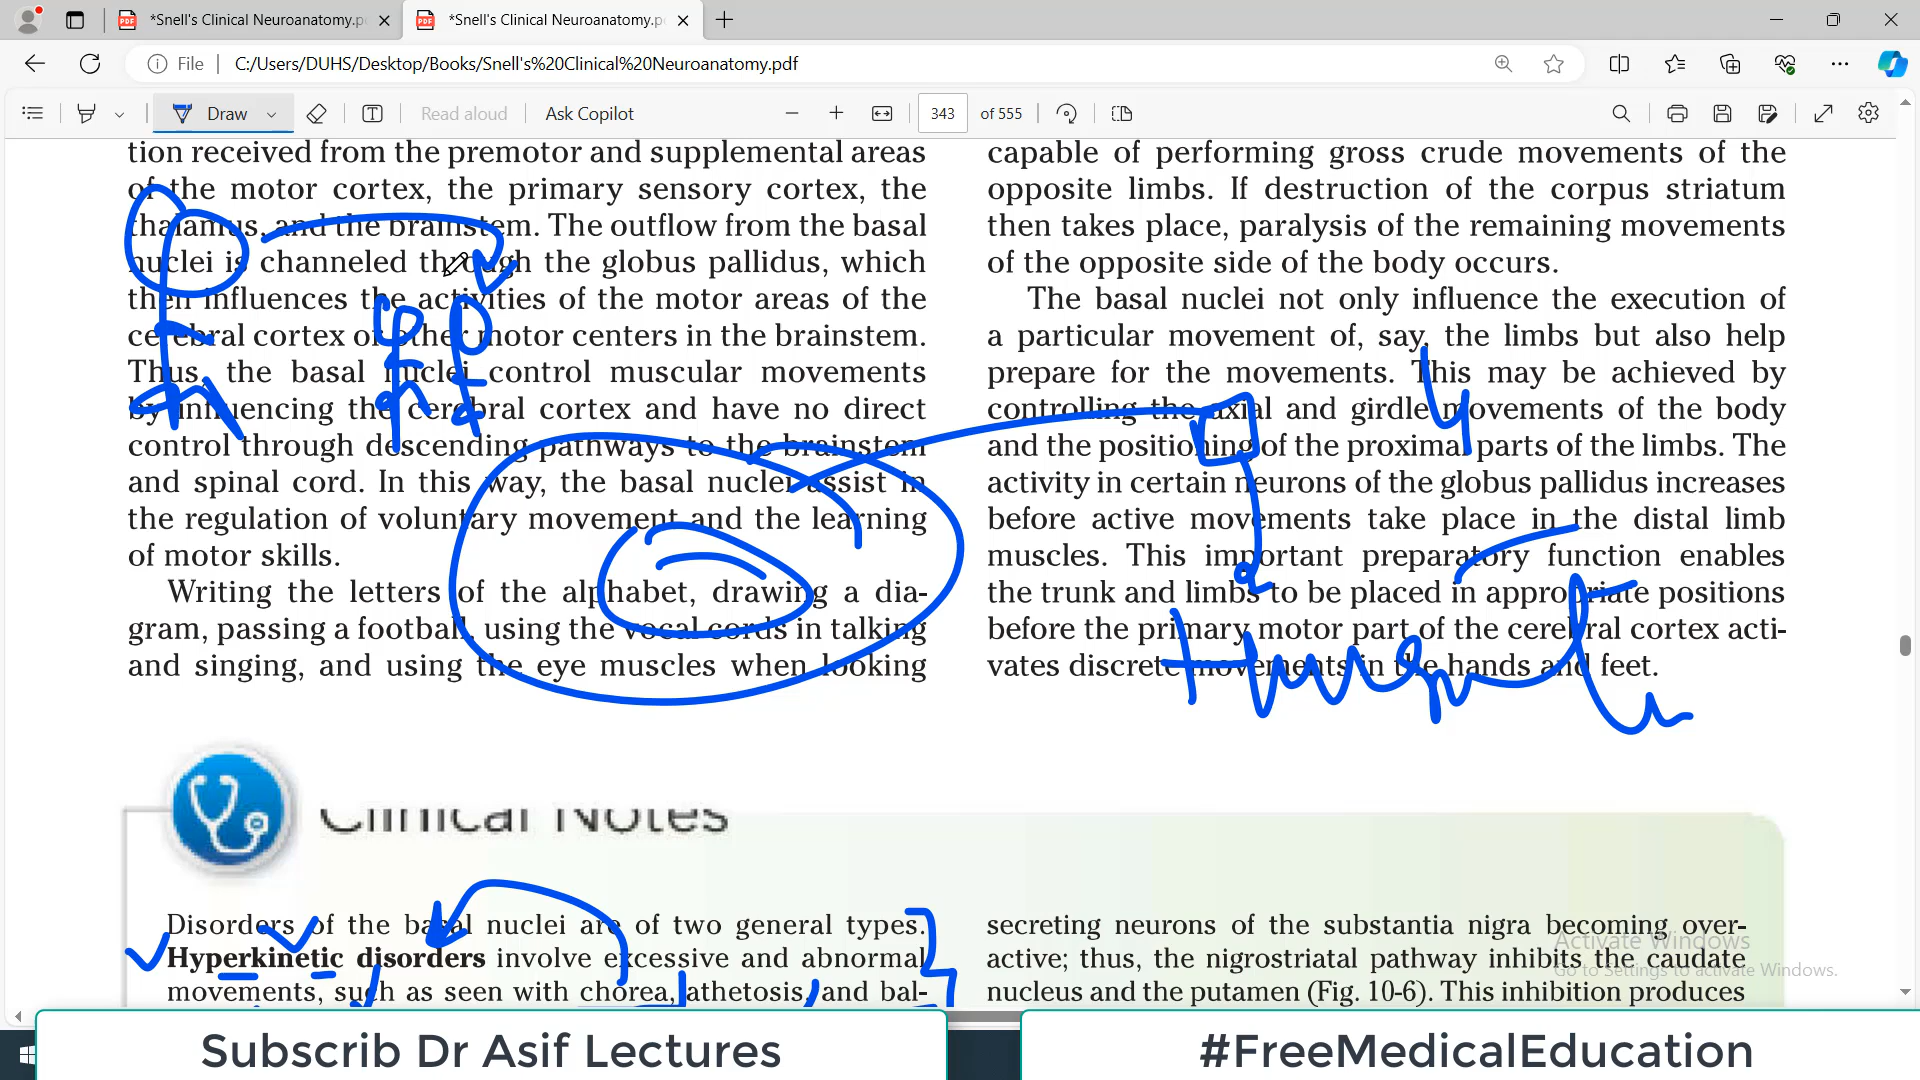 *Snell's Clinical Neuroanatomy.p
*Snell's Clinical Neuroanatomy.p
File
C:/Users/DUHS/Desktop/Books/Snell's%20Clinical%20Neuroanatomy.pdf
Draw
Read aloud
Ask Copilot
343
of 555
tion received from the premotor and supplemental areas
of the motor cortex, the primary sensory cortex, the
thalamus, and the brainstem. The outflow from the basal
nuclei is channeled through the globus pallidus, which
then influences the activities of the motor areas of the
cerebral cortex or other motor centers in the brainstem.
Thus, the basal nuclei control muscular movements
by influencing the cerebral cortex and have no direct
control through descending pathways to the brainstem
and spinal cord. In this way, the basal nuclei assist in
the regulation of voluntary movement and the learning
of motor skills.
Writing the letters of the alphabet, drawing a dia-
gram, passing a football, using the vocal cords in talking
and singing, and using the eye muscles when looking
capable of performing gross crude movements of the
opposite limbs. If destruction of the corpus striatum
then takes place, paralysis of the remaining movements
of the opposite side of the body occurs.
The basal nuclei not only influence the execution of
a particular movement of, say, the limbs but also help
prepare for the movements. This may be achieved by
controlling the axial and girdle movements of the body
and the positioning of the proximal parts of the limbs. The
activity in certain neurons of the globus pallidus increases
before active movements take place in the distal limb
muscles. This important preparatory function enables
the trunk and limbs to be placed in appropriate positions
before the primary motor part of the cerebral cortex acti-
vates discrete movements in the hands and feet.
Clinical Notes
Disorders of the basal nuclei are of two general types.
Hyperkinetic disorders involve excessive and abnormal
movements, such as seen with chorea, athetosis, and bal-
secreting neurons of the substantia nigra becoming over-
active; thus, the nigrostriatal pathway inhibits the caudate
nucleus and the putamen (Fig. 10-6). This inhibition produces
Activate Windows
Go to Settings to activate Windows.
Subscrib Dr Asif Lectures
#FreeMedicalEducation